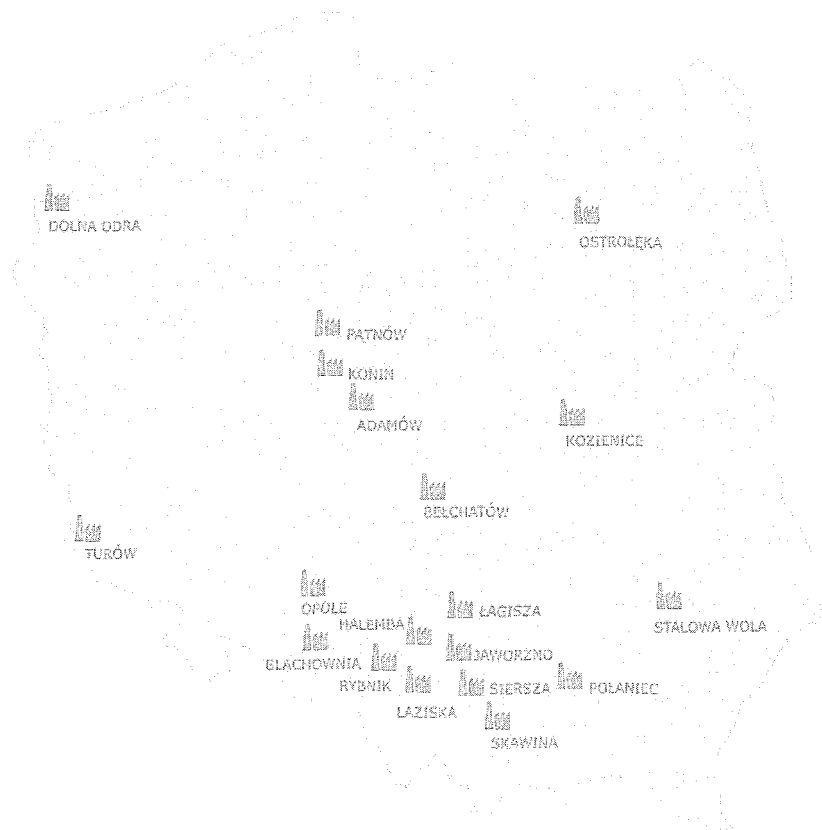 DOLNA ODRA
OSTROŁĘKA
PATNÓW
KONIN
ADAMÓW
KOZIENICE
BEŁCHATÓW
TURÓW
OPOLE
HALEMBA
ŁAGISZA
STALOWA WOLA
BLACHOWNIA
JAWORZNO
RYBNIK
SIERSZA
POŁANIEC
ŁAZISKA
SKAWINA